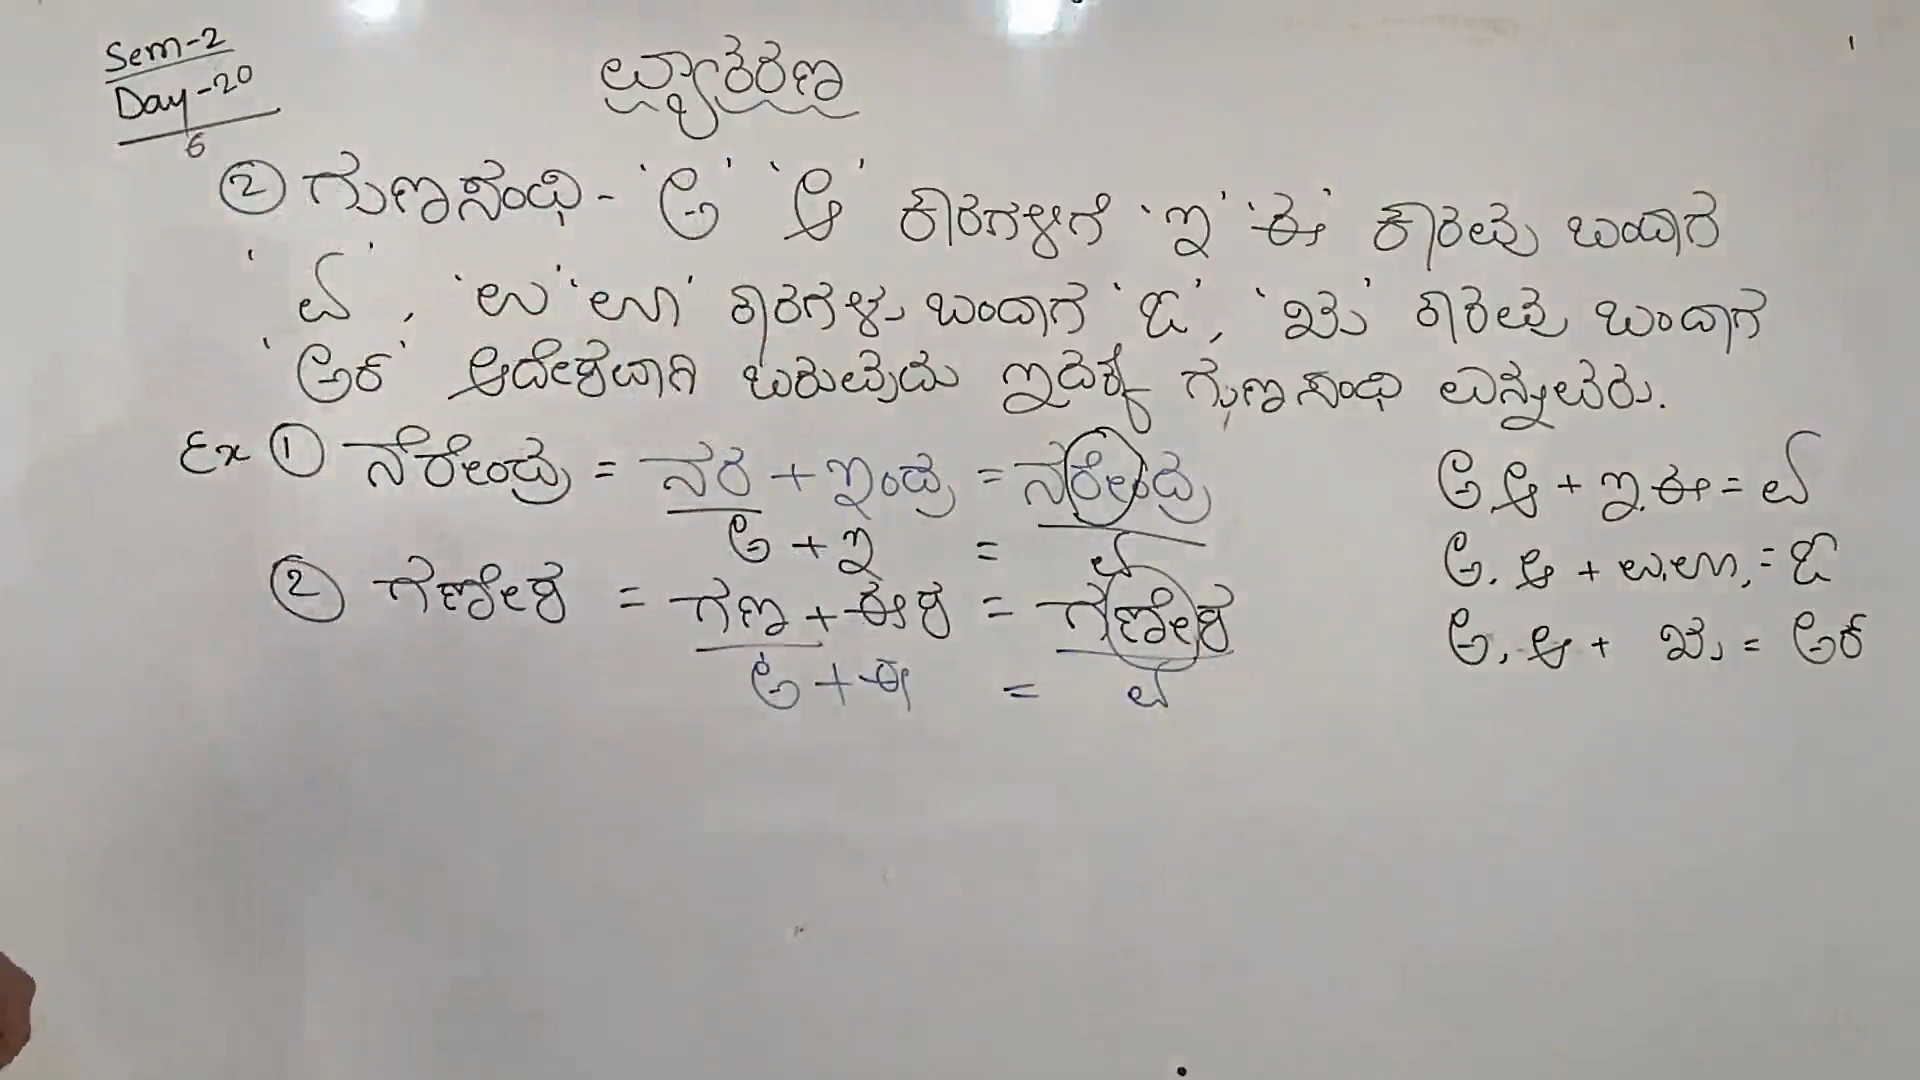 Sem-2
Day-20
6
ವ್ಯಾಕರಣ
② ಗುಣಸಂಧಿ - 'ಅ' 'ಆ' ಕಾರಗಳಿಗೆ 'ಇ' 'ಈ' ಕಾರವು ಬಂದಾಗ
'ಏ', 'ಉ' 'ಊ' ಕಾರಗಳು ಬಂದಾಗ 'ಓ', 'ಋ' ಕಾರವು ಬಂದಾಗ
'ಅರ್' ಆದೇಶವಾಗಿ ಬರುವುದು ಇದಕ್ಕೆ ಗುಣಸಂಧಿ ಎನ್ನುವರು.
Ex ① ನರೇಂದ್ರ = ನರ + ಇಂದ್ರ = ನರೇಂದ್ರ
ಅ + ಇ = ಏ
② ಗಣೇಶ = ಗಣ + ಈಶ = ಗಣೇಶ
ಅ + ಈ = ಏ
ಅ, ಆ + ಇ, ಈ = ಏ
ಅ, ಆ + ಉ, ಊ, = ಓ
ಅ, ಆ + ಋ = ಅರ್